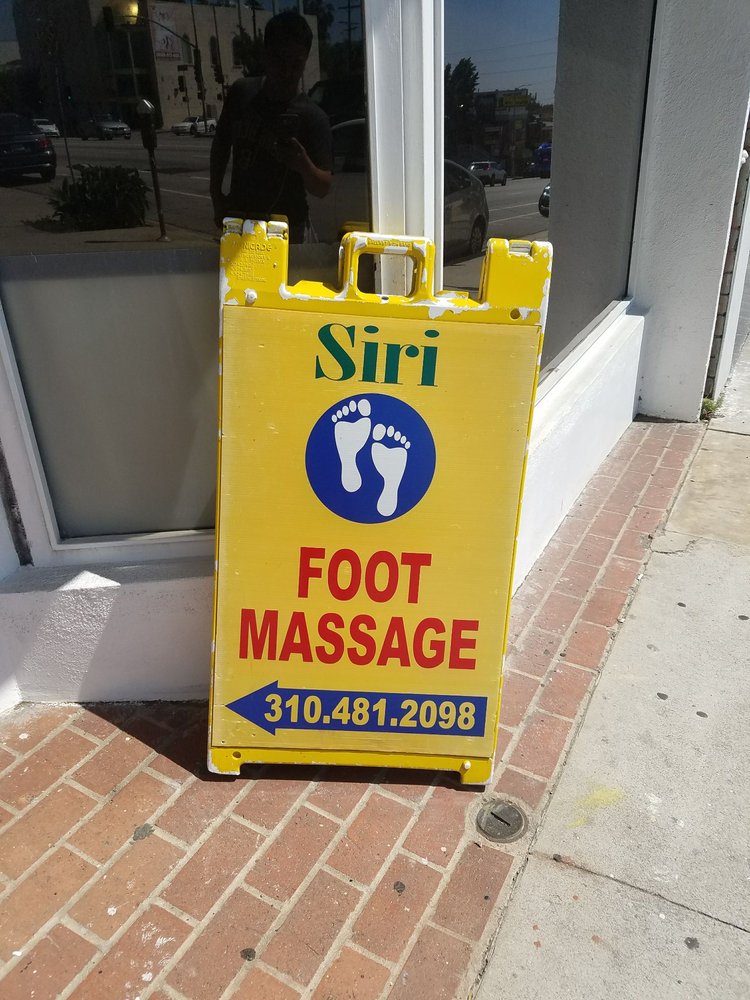 Siri
FOOT
MASSAGE
310.481.2098